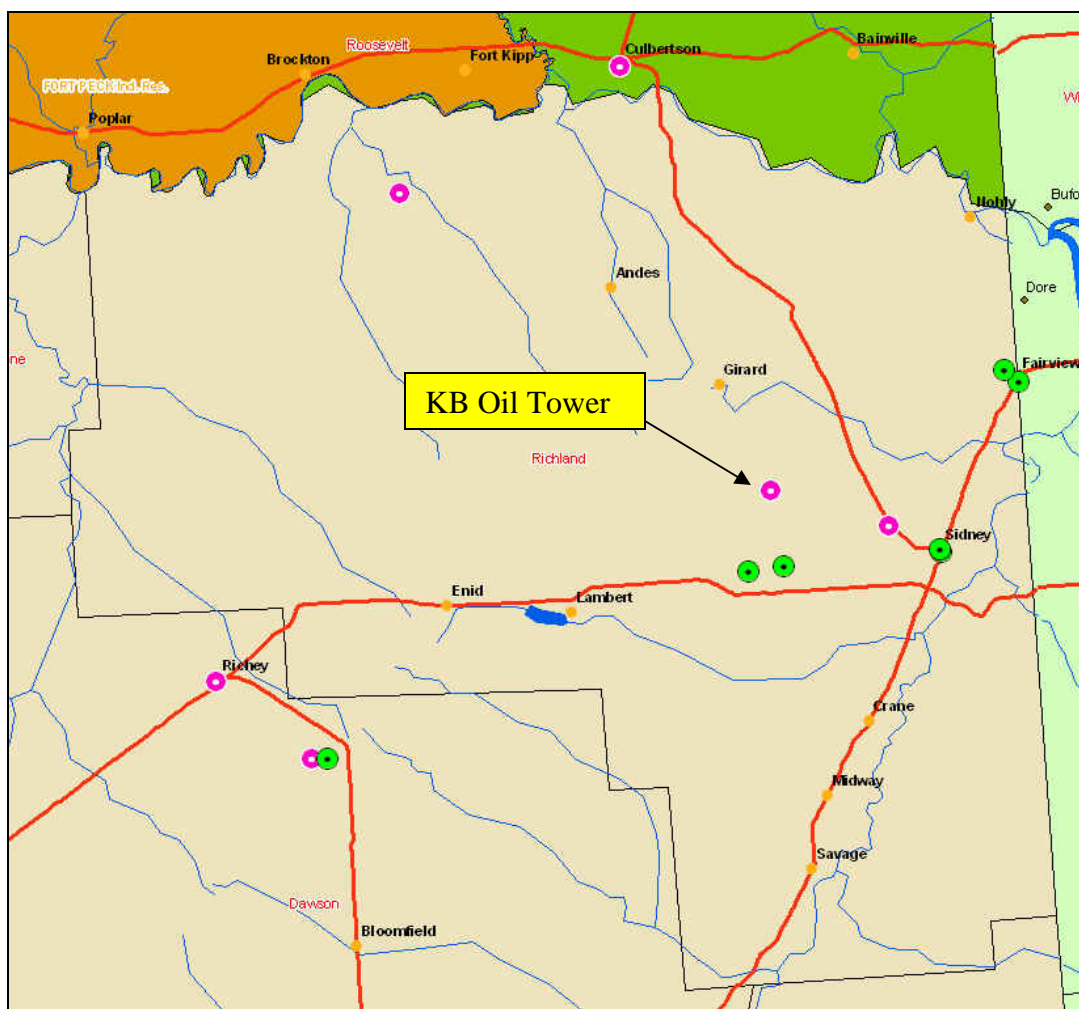 Roosevelt
Culbertson
Bainville
Brockton
Fort Kipp
FORT PECK Ind. Res.
Poplar
Nohly
Andes
Dore
Girard
Fairview
KB Oil Tower
Richland
Sidney
Enid
Lambert
Richey
Crane
Midway
Savage
Dawson
Bloomfield